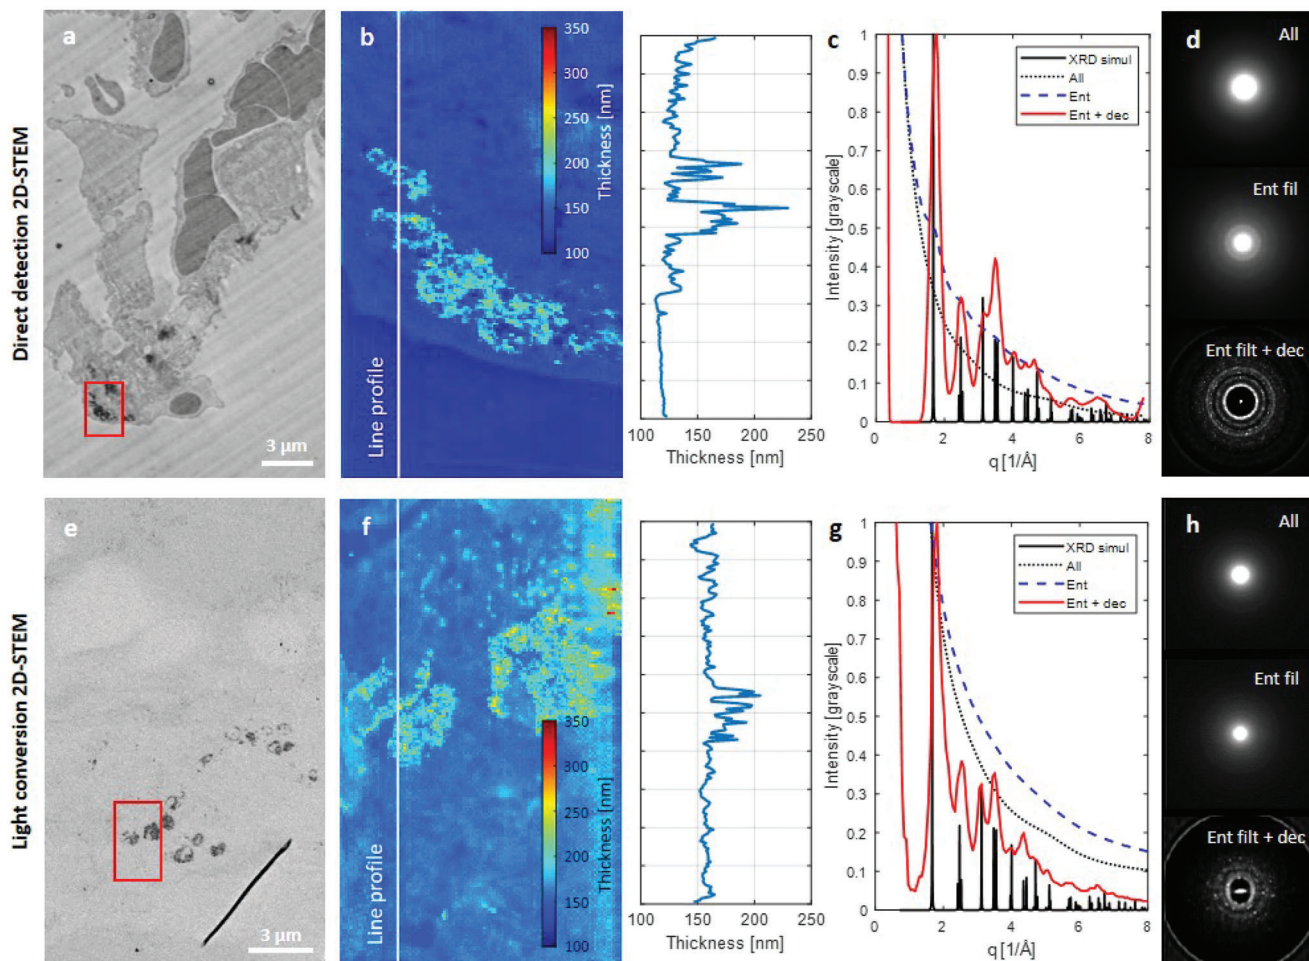 Direct detection 2D-STEM
a
3 µm
b
350
300
250
200
150
100
Thickness [nm]
Line profile
100 150 200 250
Thickness [nm]
c
XRD simul
All
Ent
Ent + dec
1
0.9
0.8
0.7
0.6
0.5
0.4
0.3
0.2
0.1
0
Intensity [grayscale]
0 2 4 6 8
q [1/Å]
d
All
Ent fil
Ent filt + dec
Light conversion 2D-STEM
e
3 µm
f
350
300
250
200
150
100
Thickness [nm]
Line profile
100 150 200 250
Thickness [nm]
g
XRD simul
All
Ent
Ent + dec
1
0.9
0.8
0.7
0.6
0.5
0.4
0.3
0.2
0.1
0
Intensity [grayscale]
0 2 4 6 8
q [1/Å]
h
All
Ent fil
Ent filt + dec